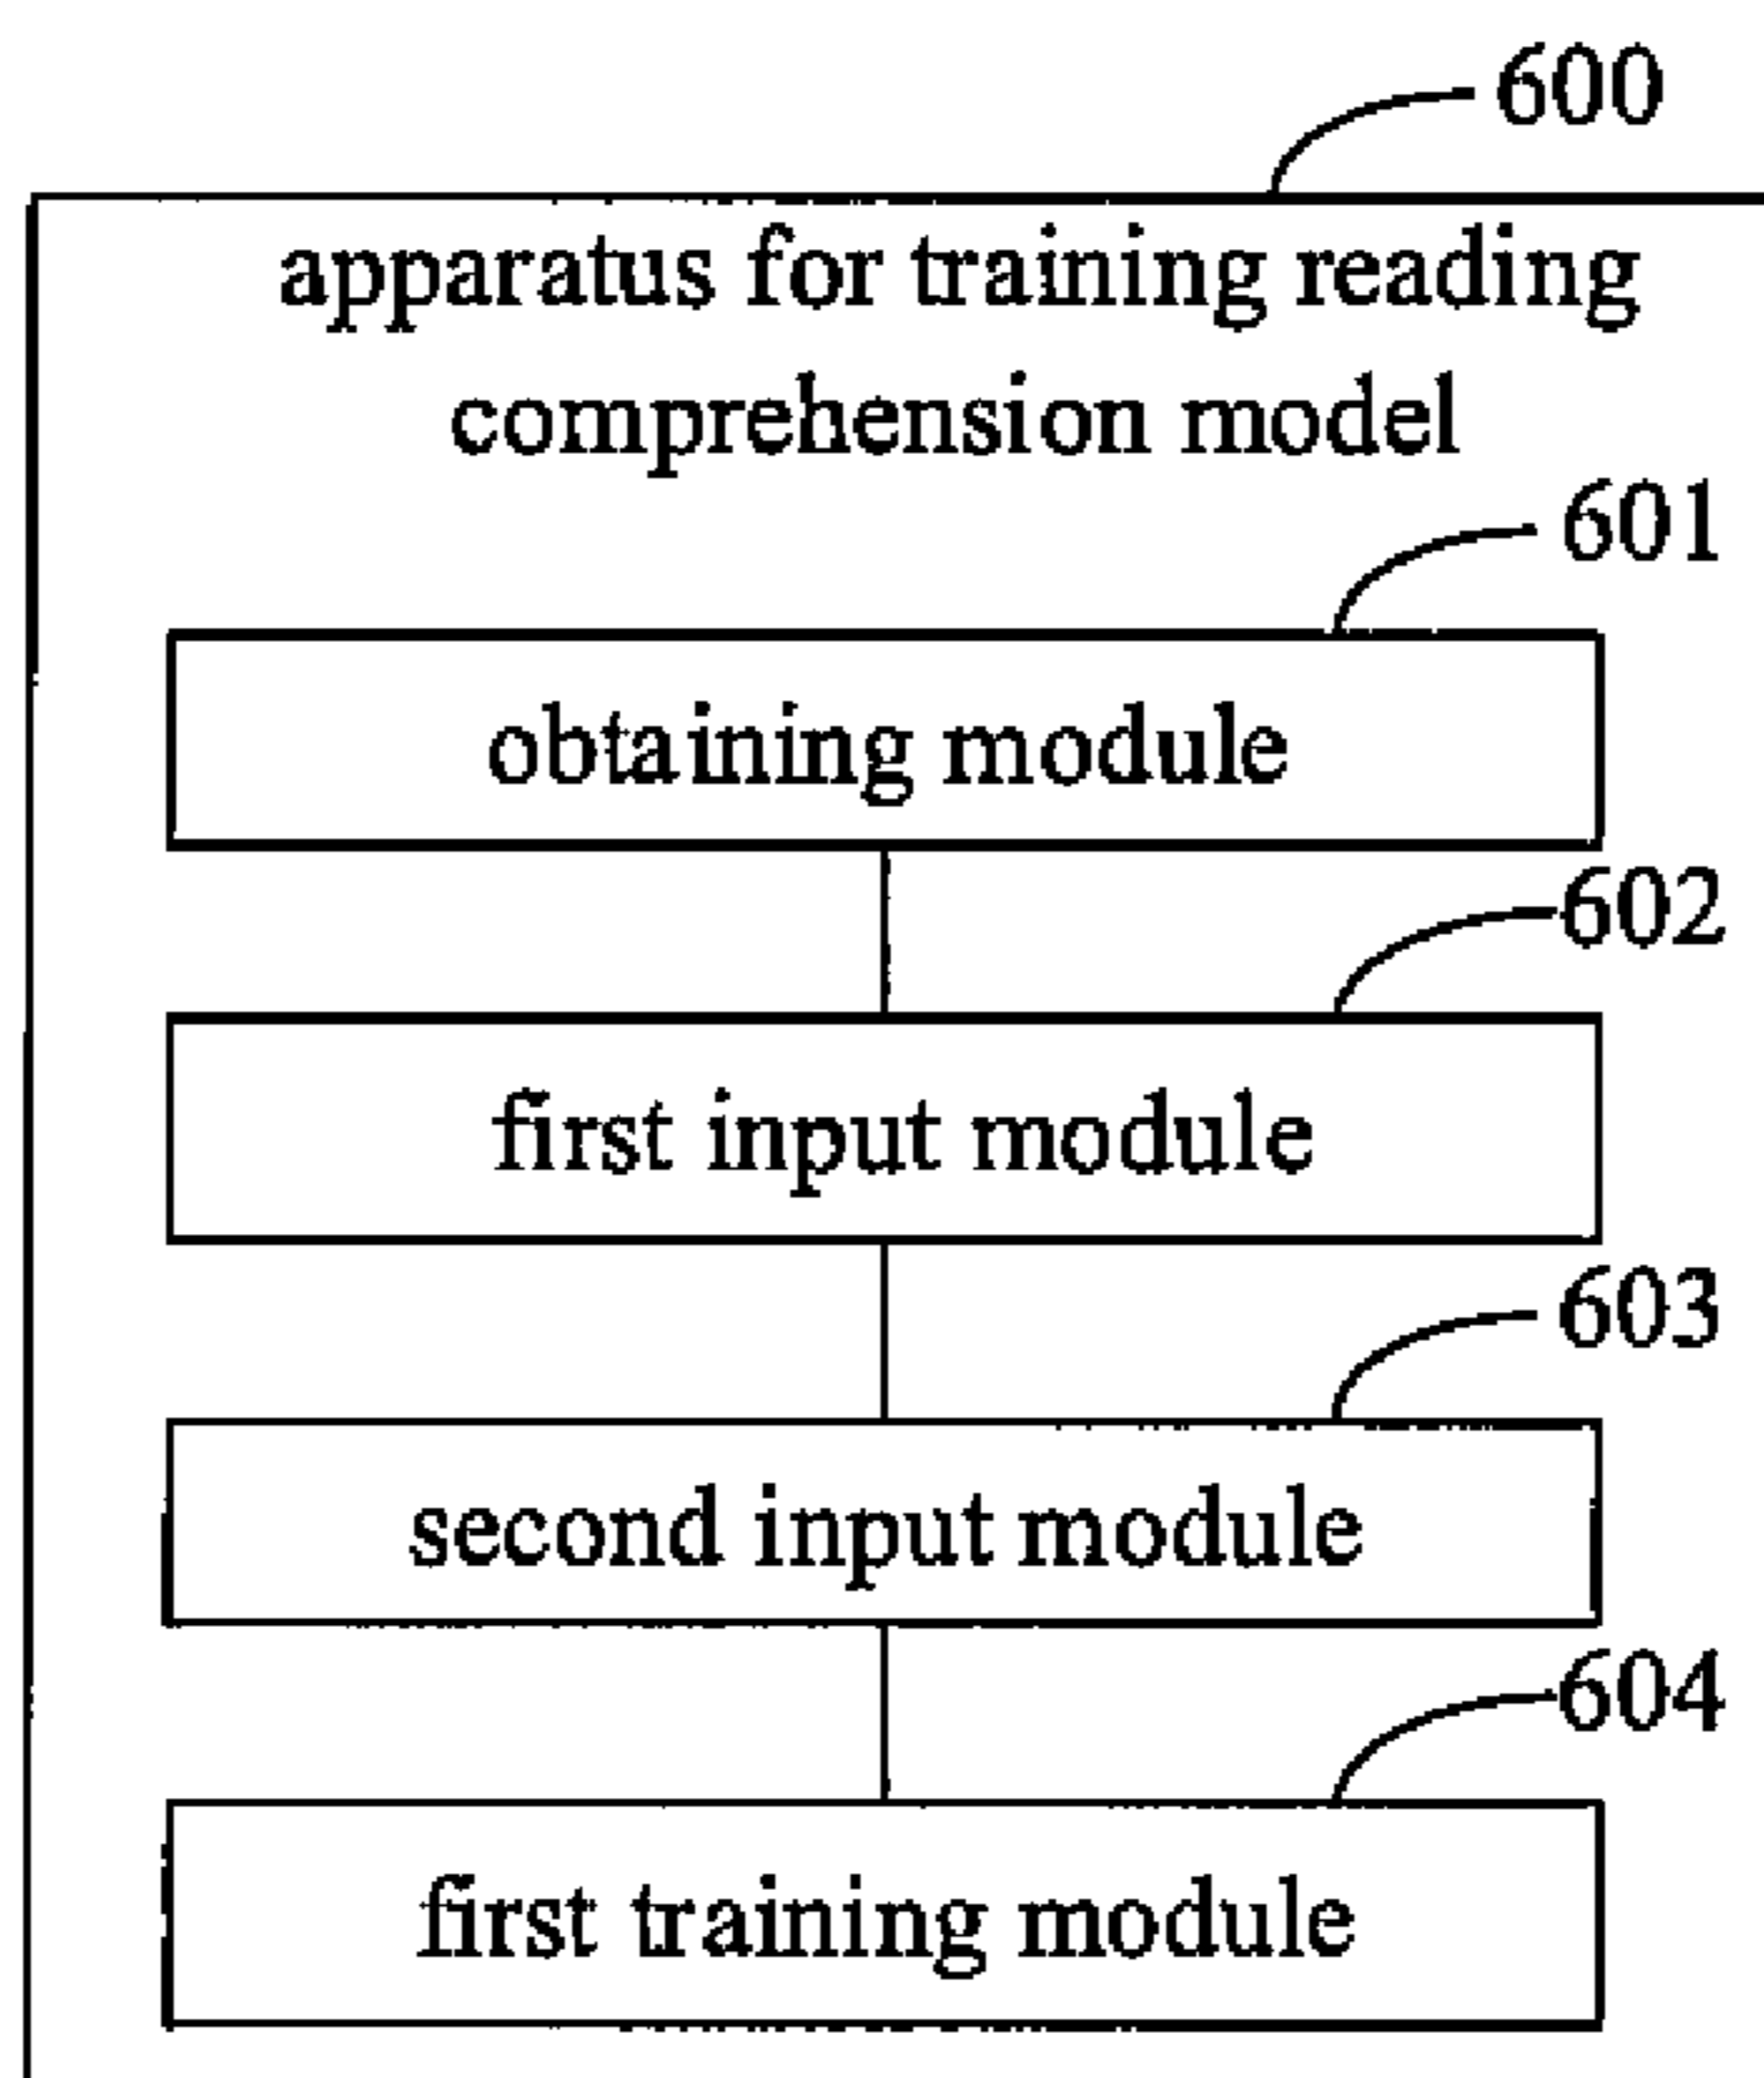 600
apparatus for training reading
comprehension model
601
obtaining module
602
first input module
603
second input module
604
first training module